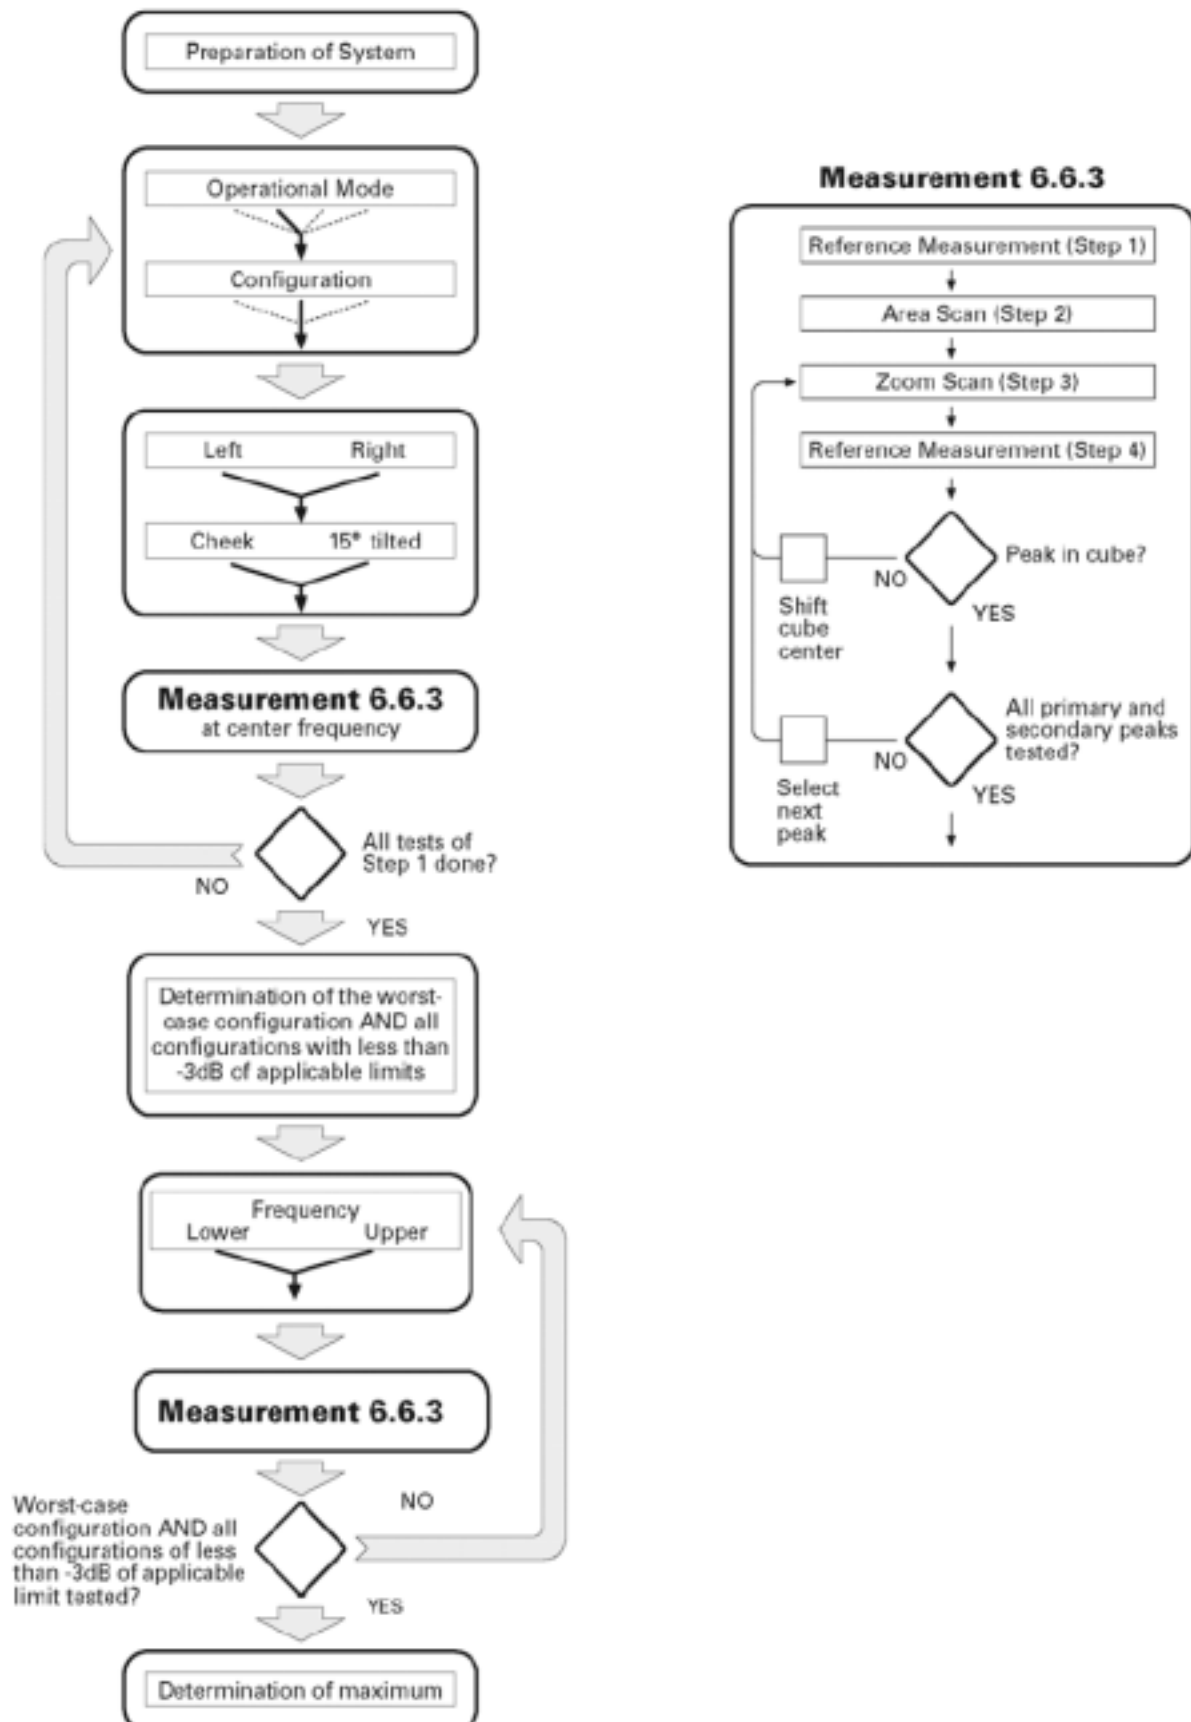 Preparation of System
Operational Mode
Configuration
Left Right
Cheek 15° tilted
Measurement 6.6.3
at center frequency
All tests of
Step 1 done?
NO
YES
Determination of the worst-
case configuration AND all
configurations with less than
-3dB of applicable limits
Frequency
Lower Upper
Measurement 6.6.3
NO
Worst-case
configuration AND all
configurations of less
than -3dB of applicable
limit tested?
YES
Determination of maximum
Measurement 6.6.3
Reference Measurement (Step 1)
Area Scan (Step 2)
Zoom Scan (Step 3)
Reference Measurement (Step 4)
Peak in cube?
NO
YES
Shift
cube
center
All primary and
secondary peaks
tested?
NO
YES
Select
next
peak